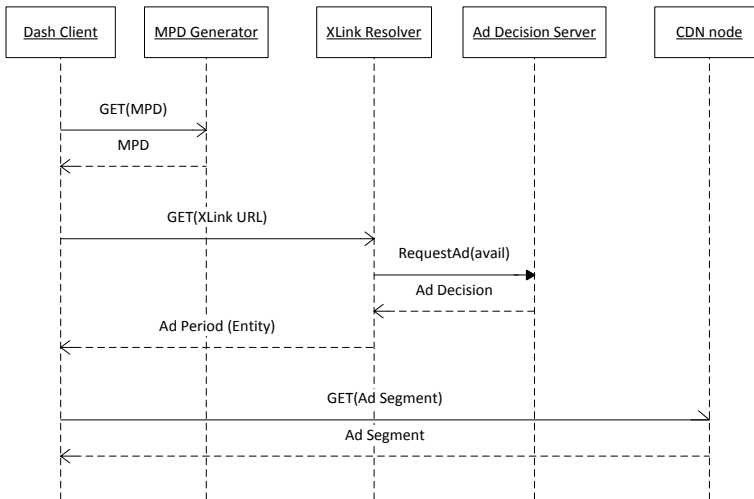 Dash Client
MPD Generator
XLink Resolver
Ad Decision Server
CDN node
GET(MPD)
MPD
GET(XLink URL)
RequestAd(avail)
Ad Decision
Ad Period (Entity)
GET(Ad Segment)
Ad Segment